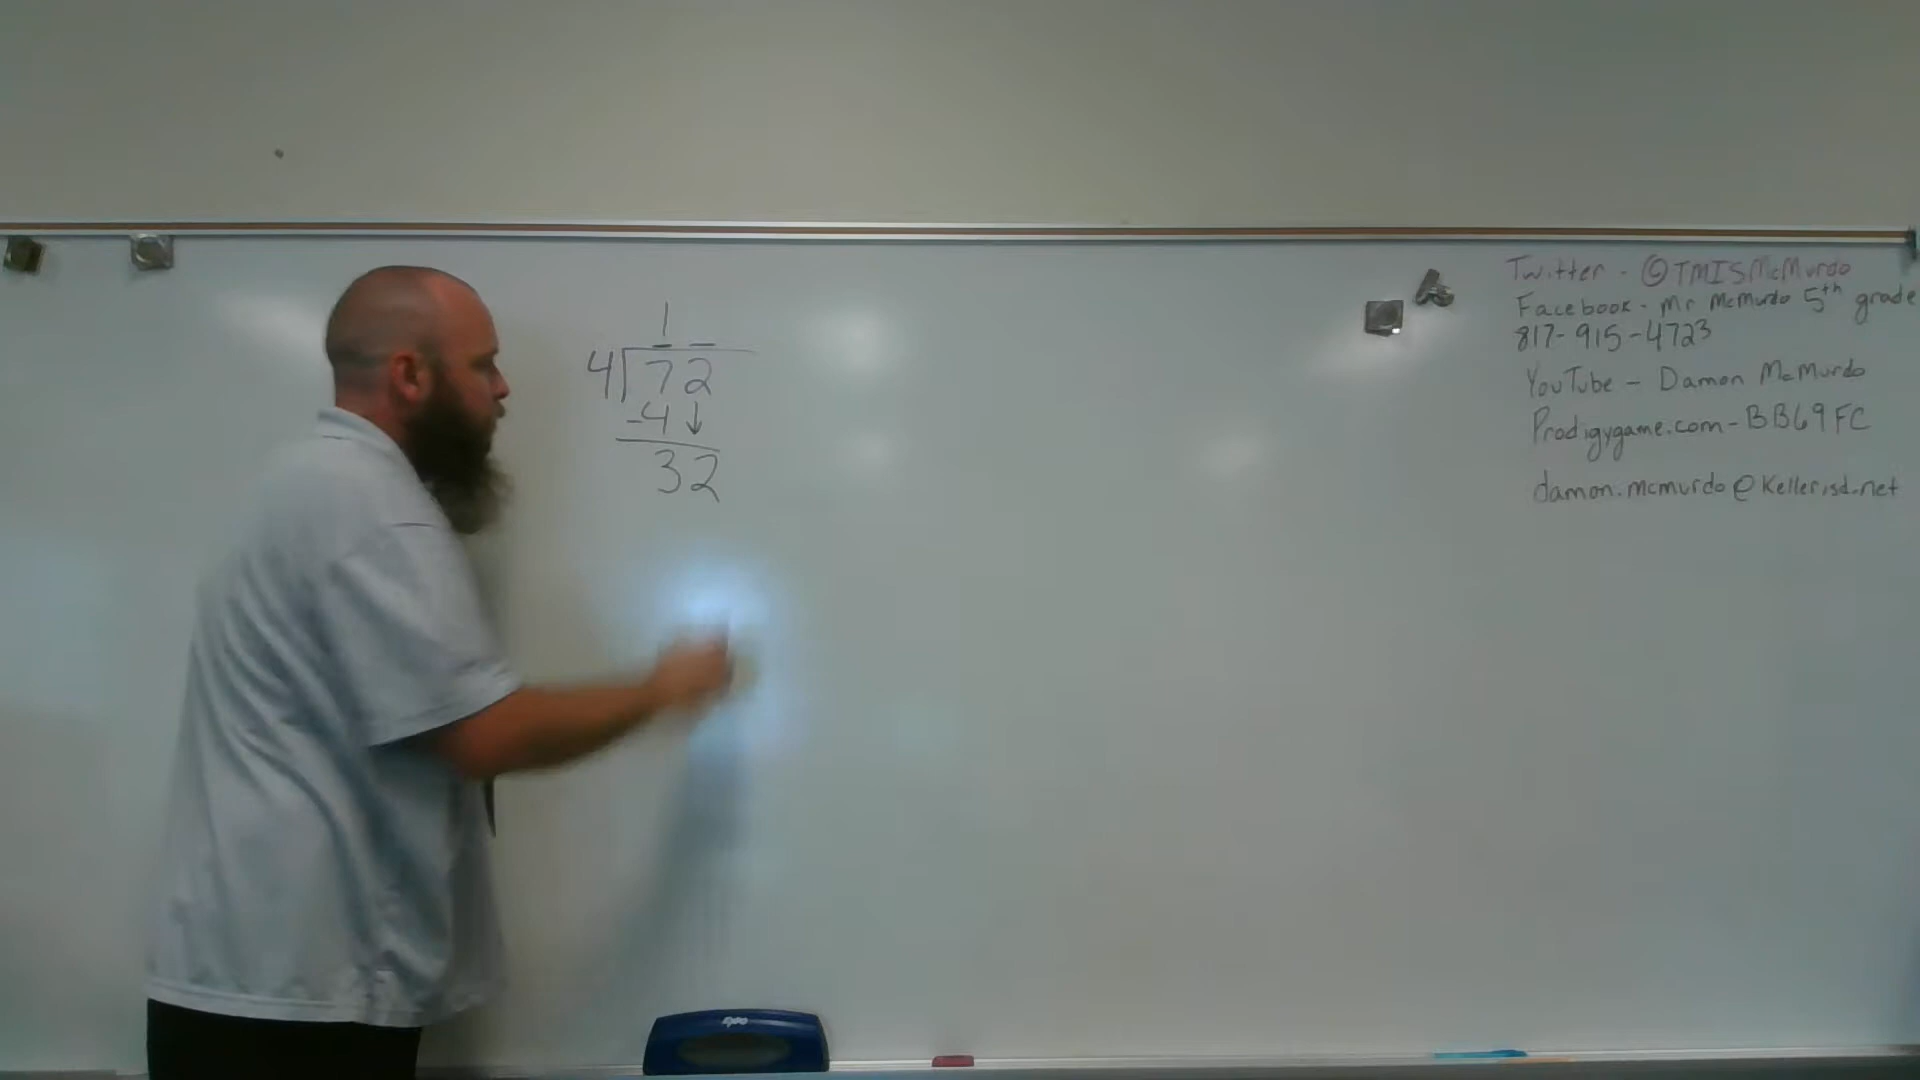 1
4 72
-4↓
32
Twitter - @TMISMcMurdo
Facebook - Mr McMurdo 5th grade
817-915-4723
YouTube - Damon McMurdo
Prodigygame.com - BB69FC
damon.mcmurdo@kellerisd.net
expo